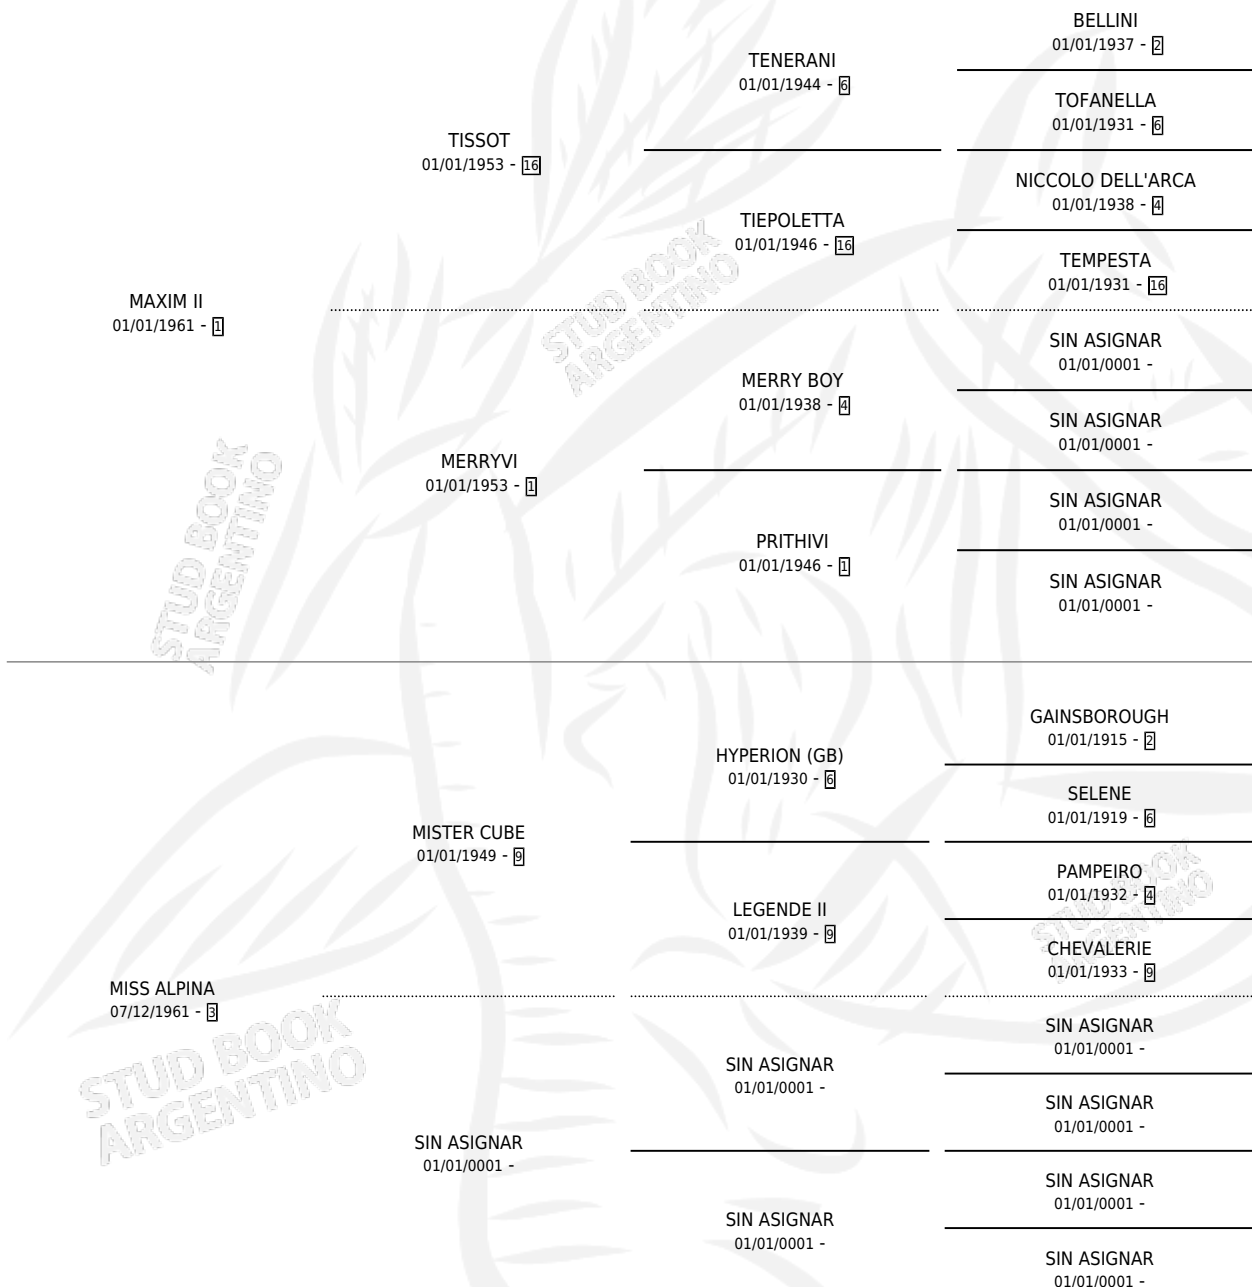 BELLINI
01/01/1937 - 2
TENERANI
01/01/1944 - 6
TOFANELLA
01/01/1931 - 6
TISSOT
01/01/1953 - 16
NICCOLO DELL'ARCA
01/01/1938 - 4
TIEPOLETTA
01/01/1946 - 16
TEMPESTA
01/01/1931 - 16
MAXIM II
01/01/1961 - 1
STUD BOOK
ARGENTINO
SIN ASIGNAR
01/01/0001 -
MERRY BOY
01/01/1938 - 4
SIN ASIGNAR
01/01/0001 -
MERRYVI
01/01/1953 - 1
SIN ASIGNAR
01/01/0001 -
PRITHIVI
01/01/1946 - 1
SIN ASIGNAR
01/01/0001 -
STUD BOOK
ARGENTINO
GAINSBOROUGH
01/01/1915 - 2
HYPERION (GB)
01/01/1930 - 6
SELENE
01/01/1919 - 6
MISTER CUBE
01/01/1949 - 9
PAMPEIRO
01/01/1932 - 4
LEGENDE II
01/01/1939 - 9
STUD BOOK
ARGENTINO
CHEVALERIE
01/01/1933 - 9
MISS ALPINA
07/12/1961 - 3
STUD BOOK
ARGENTINO
SIN ASIGNAR
01/01/0001 -
SIN ASIGNAR
01/01/0001 -
SIN ASIGNAR
01/01/0001 -
SIN ASIGNAR
01/01/0001 -
SIN ASIGNAR
01/01/0001 -
SIN ASIGNAR
01/01/0001 -
SIN ASIGNAR
01/01/0001 -